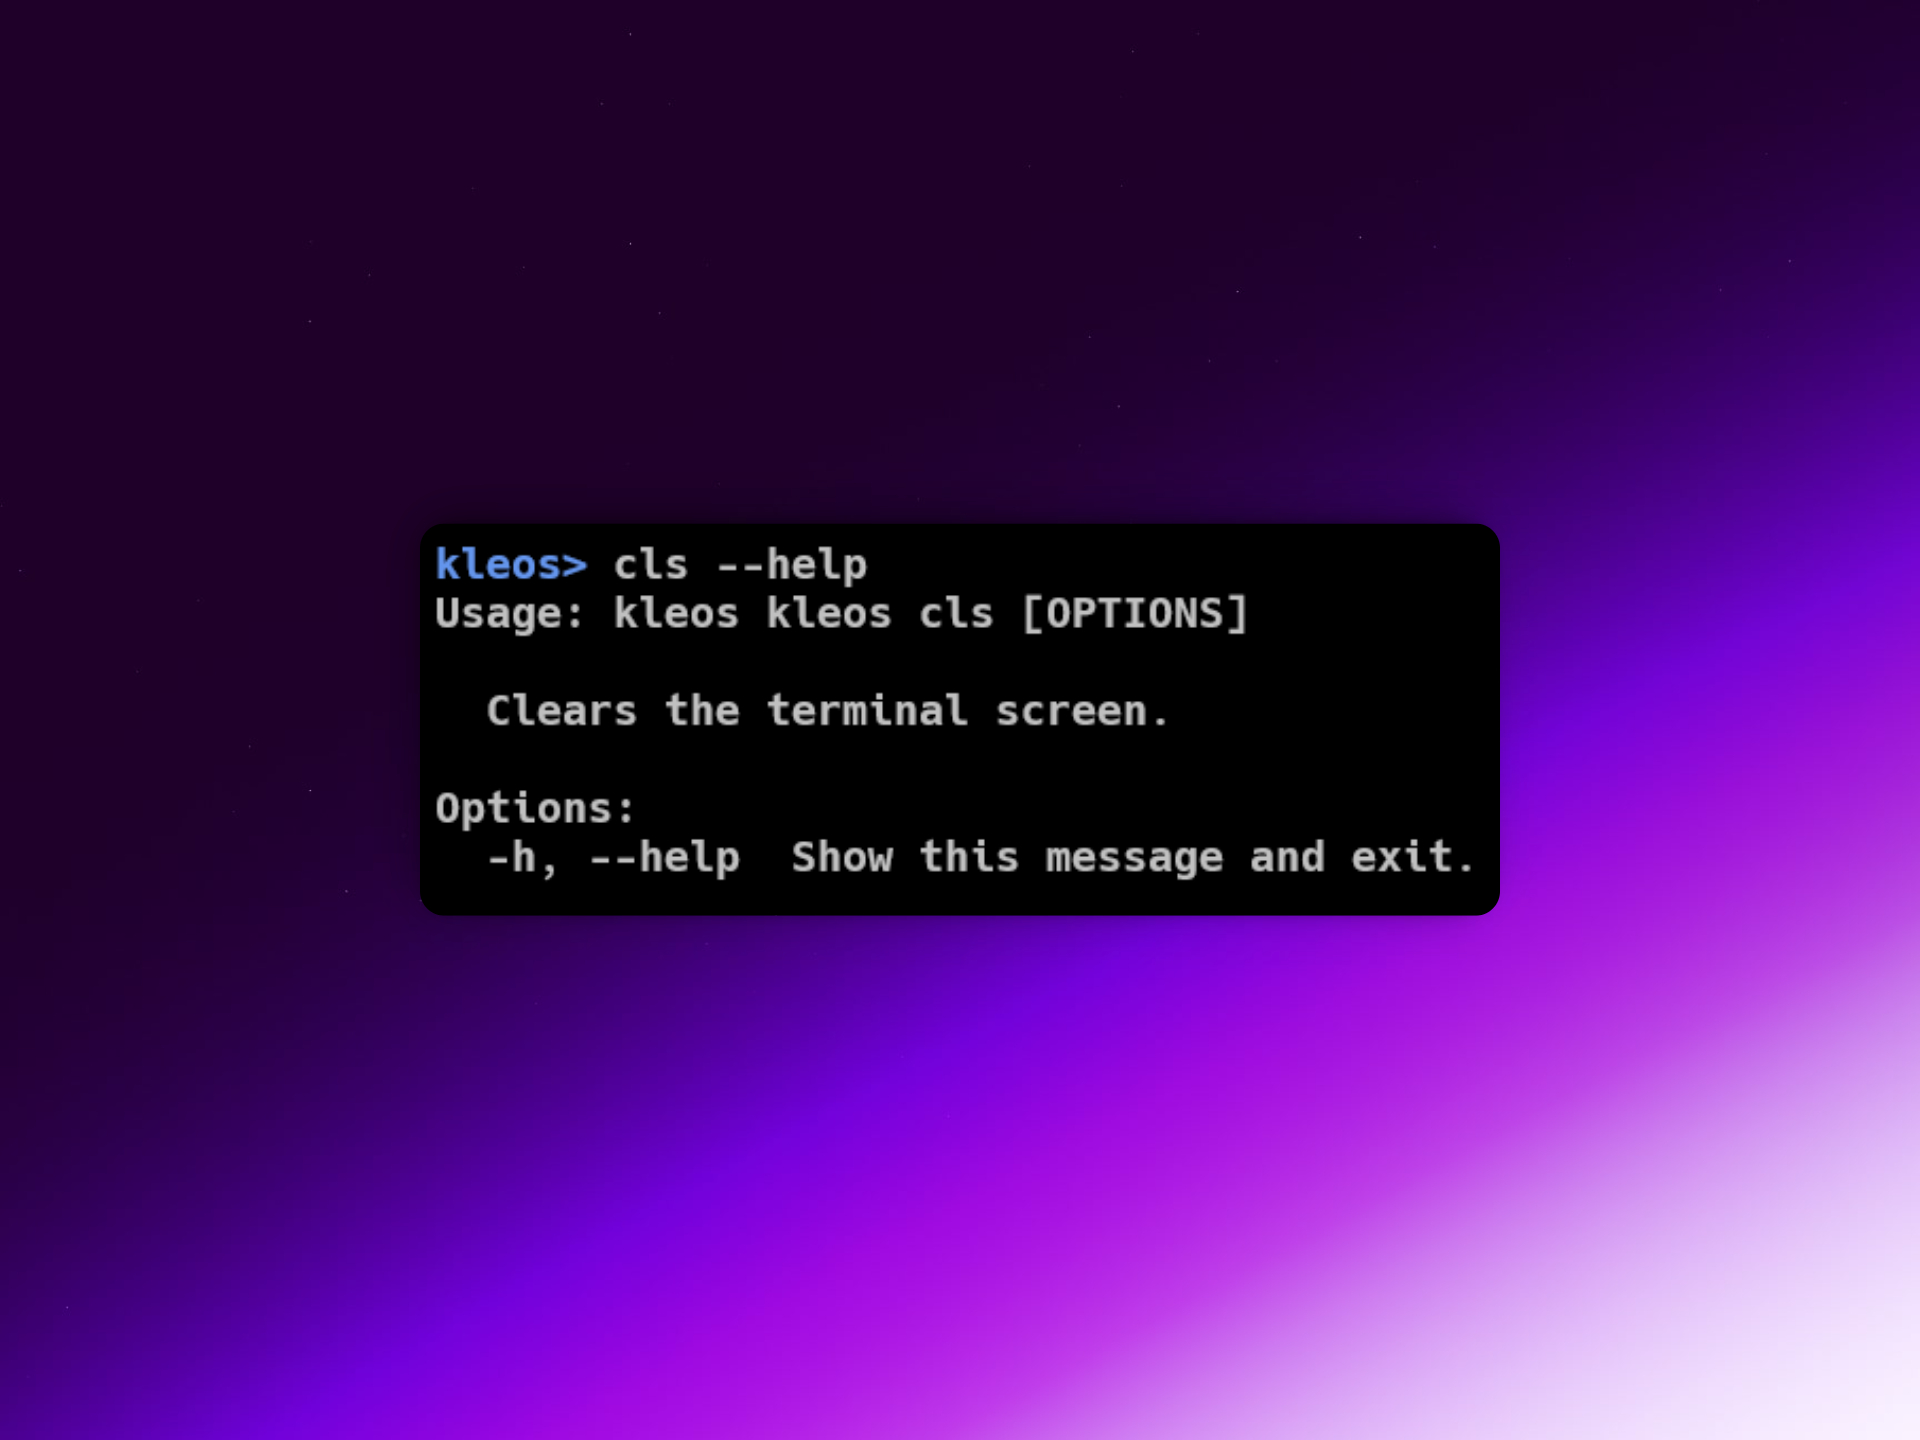 kleos> cls --help
Usage: kleos kleos cls [OPTIONS]
Clears the terminal screen.
Options:
-h, --help  Show this message and exit.